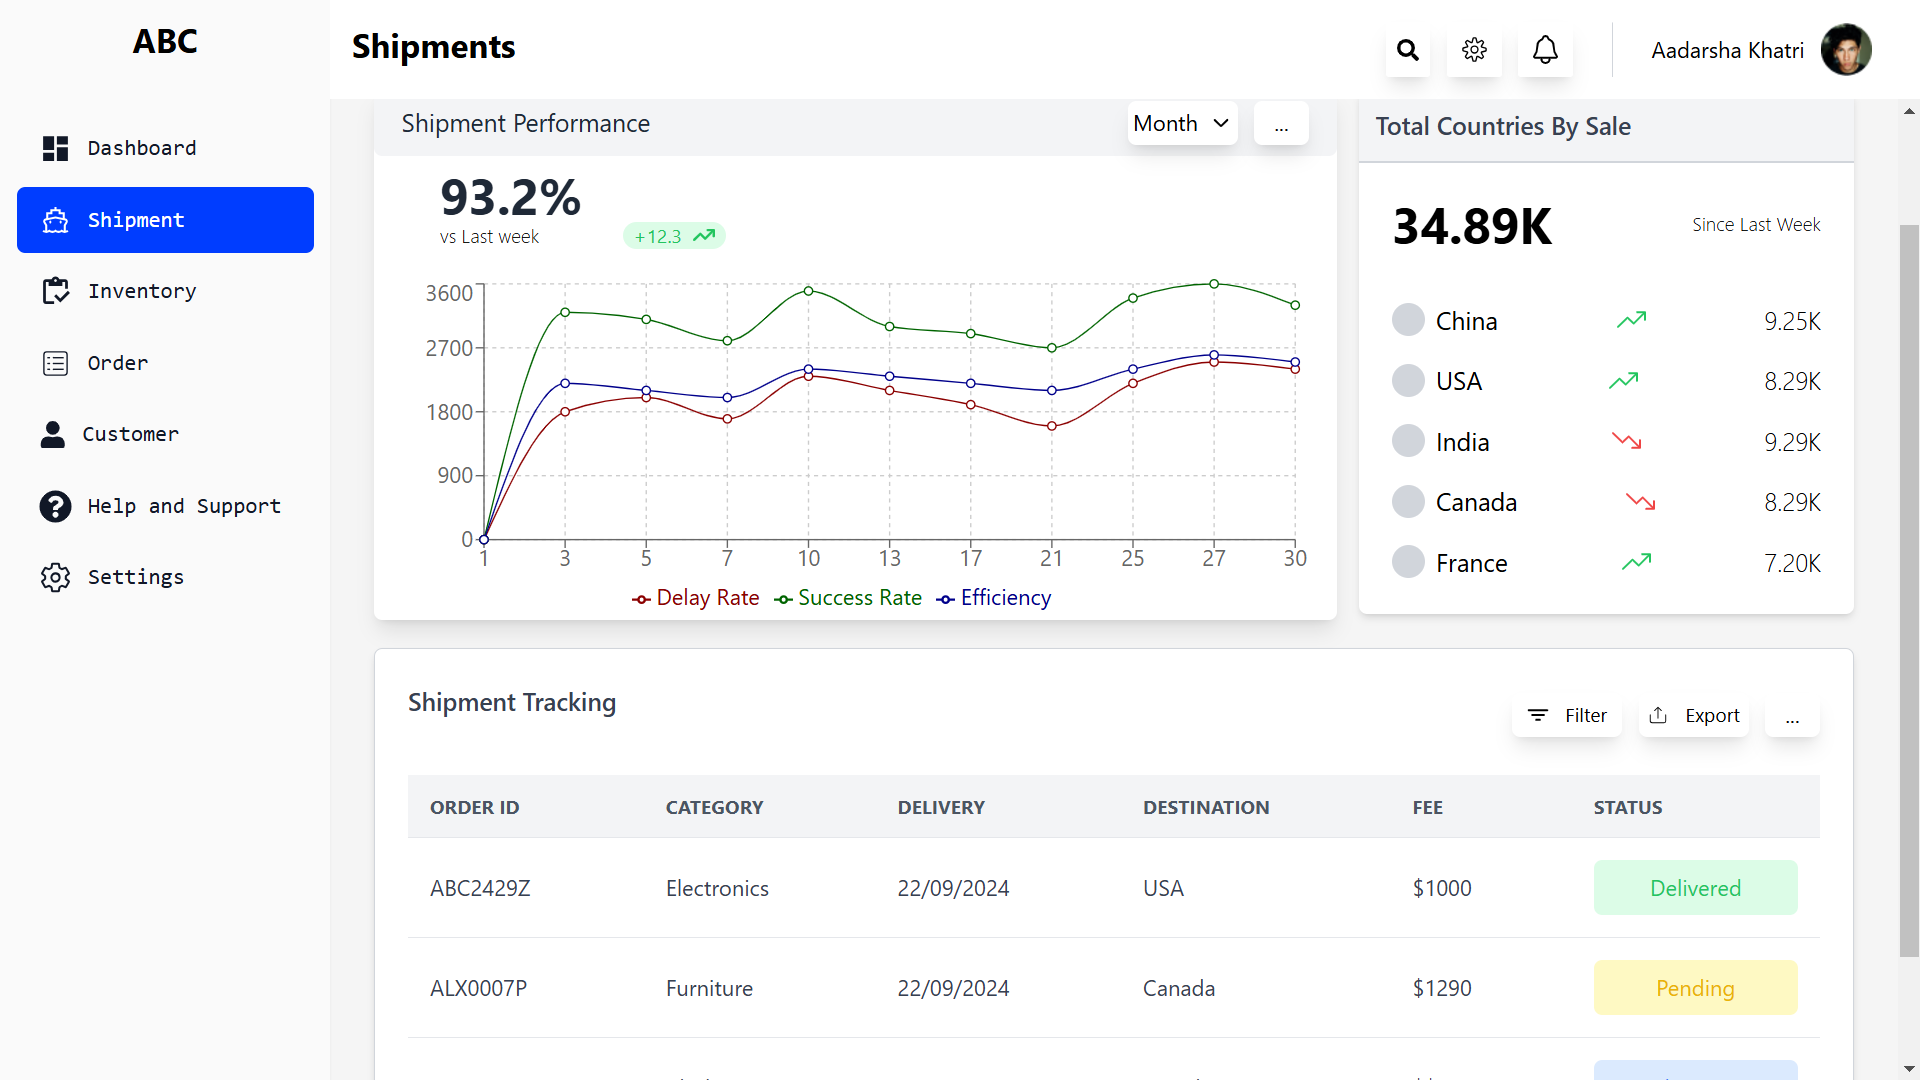 ABC
Dashboard
Shipment
Inventory
Order
Customer
Help and Support
Settings
Shipments
Aadarsha Khatri
Shipment Performance
Month
...
93.2%
vs Last week
+12.3
3600
2700
1800
900
0
1 3 5 7 10 13 17 21 25 27 30
Delay Rate Success Rate Efficiency
Total Countries By Sale
34.89K
Since Last Week
China 9.25K
USA 8.29K
India 9.29K
Canada 8.29K
France 7.20K
Shipment Tracking
Filter
Export
...
ORDER ID CATEGORY DELIVERY DESTINATION FEE STATUS
ABC2429Z Electronics 22/09/2024 USA $1000 Delivered
ALX0007P Furniture 22/09/2024 Canada $1290 Pending